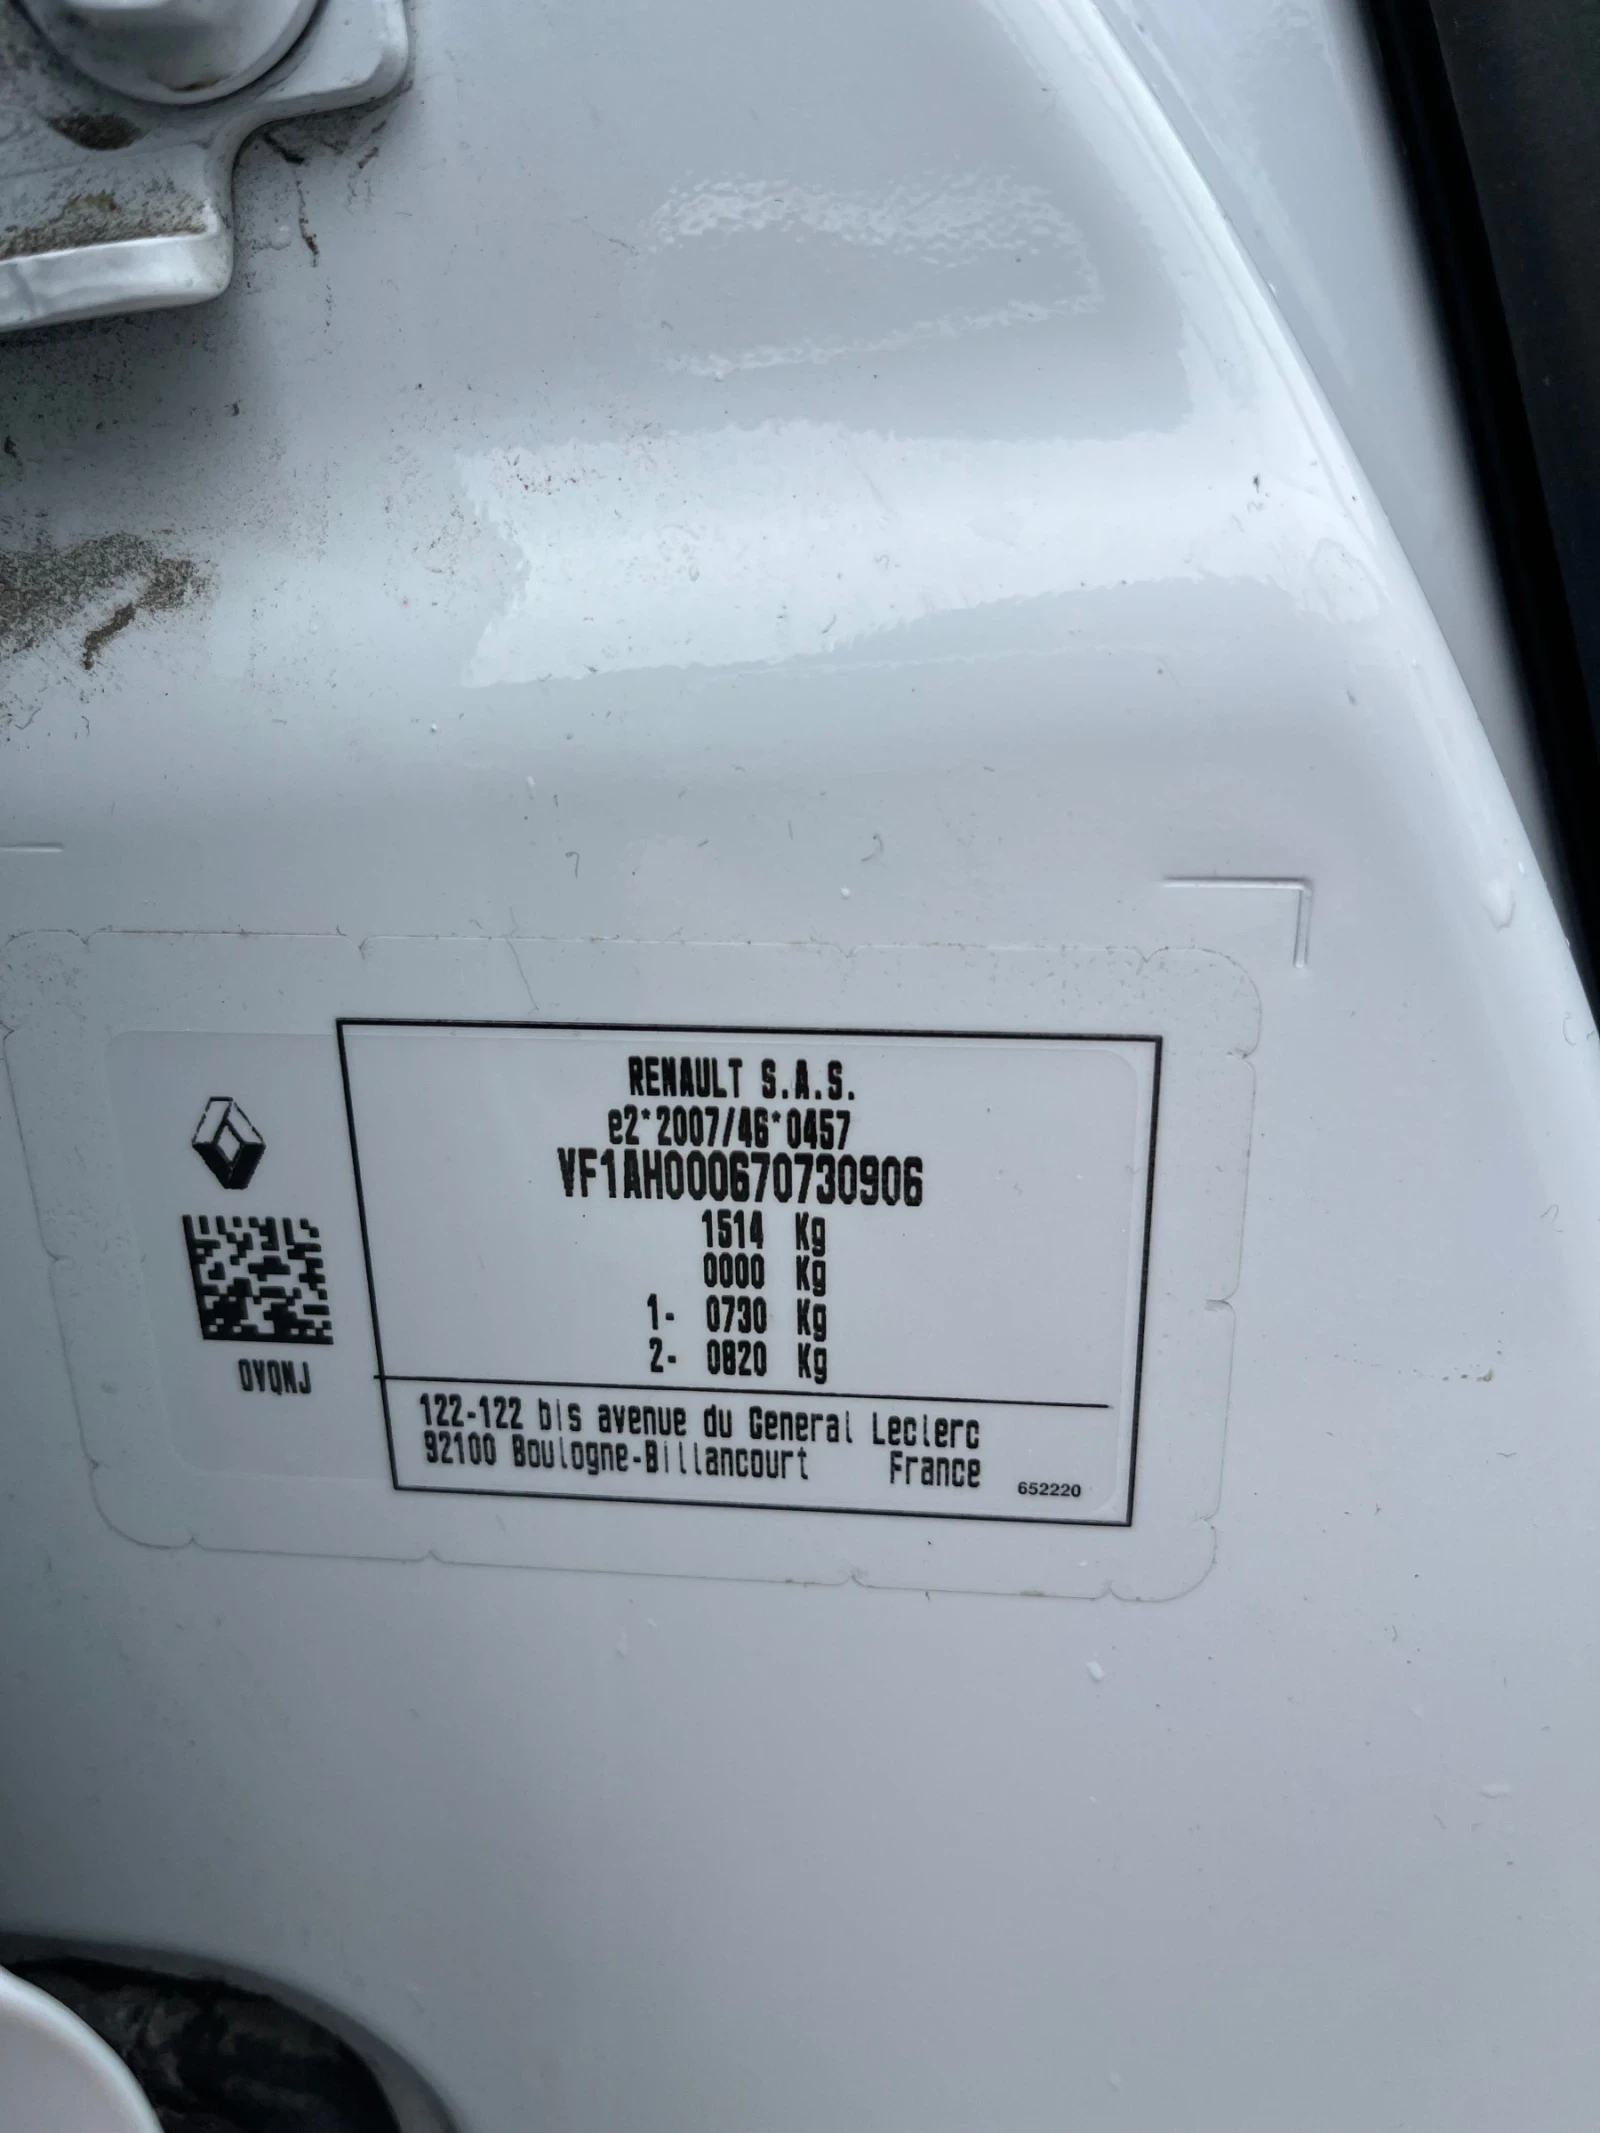 RENAULT S.A.S.
e2*2007/46*0457
VF1AH000670730906
1514 Kg
0000 Kg
1- 0730 Kg
2- 0820 Kg
OVQNJ
122-122 bis avenue du General Leclerc
92100 Boulogne-Billancourt France
652220